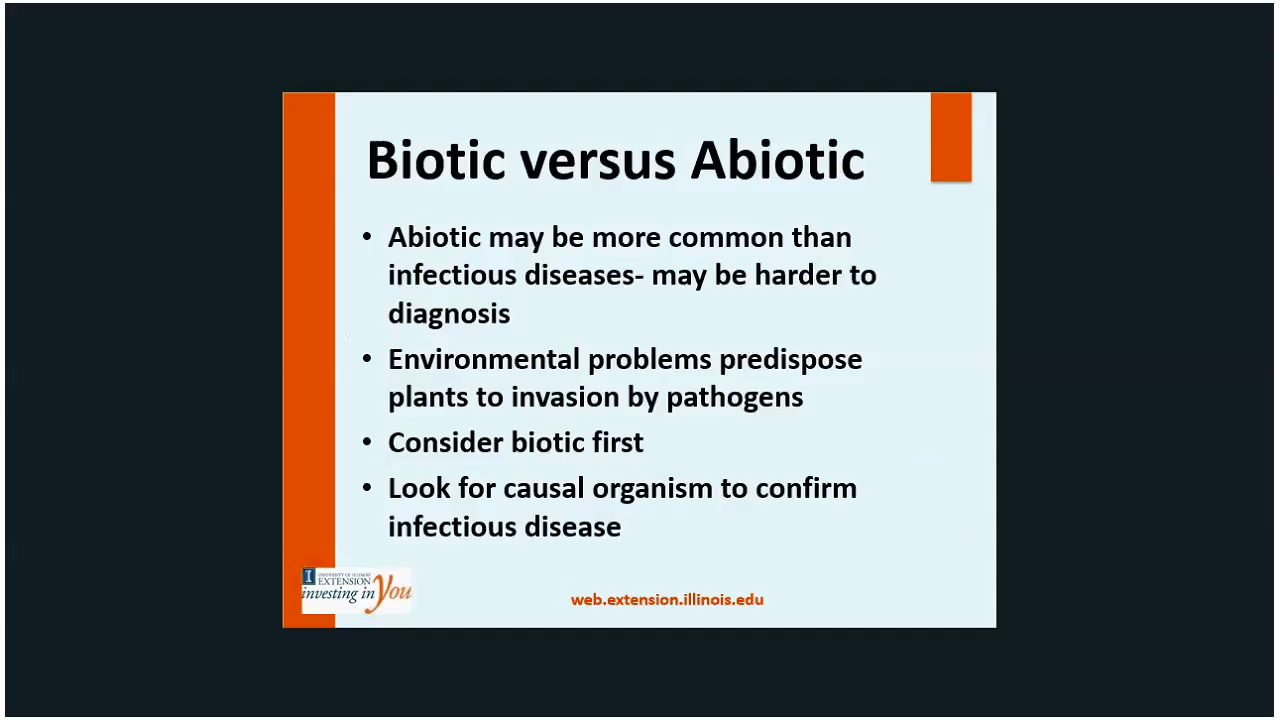 Biotic versus Abiotic
• Abiotic may be more common than
infectious diseases- may be harder to
diagnosis
• Environmental problems predispose
plants to invasion by pathogens
• Consider biotic first
• Look for causal organism to confirm
infectious disease
I UNIVERSITY OF ILLINOIS
EXTENSION
investing in You
web.extension.illinois.edu